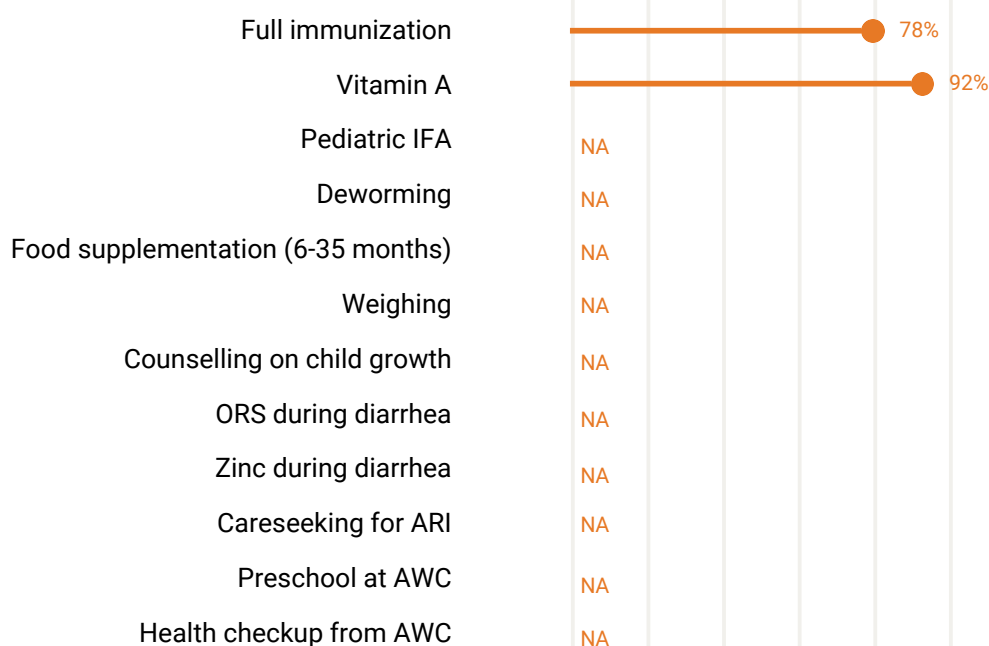 Full immunization 78%
Vitamin A 92%
Pediatric IFA NA
Deworming NA
Food supplementation (6-35 months) NA
Weighing NA
Counselling on child growth NA
ORS during diarrhea NA
Zinc during diarrhea NA
Careseeking for ARI NA
Preschool at AWC NA
Health checkup from AWC NA